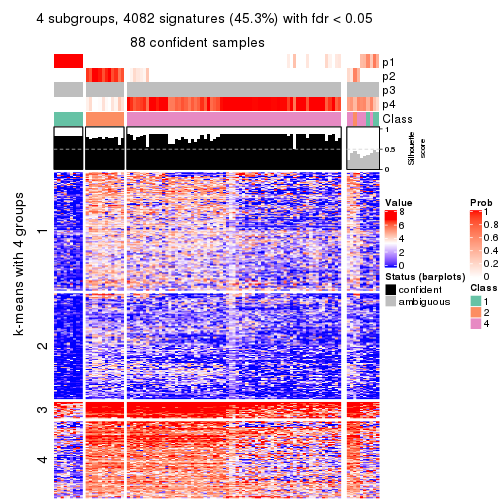 4 subgroups, 4082 signatures (45.3%) with fdr < 0.05
88 confident samples
p1
p2
p3
p4
Class
1
0.5
0
Silhouette
score
k-means with 4 groups
1
2
3
4
Value
8
6
4
2
0
Status (barplots)
confident
ambiguous
Prob
1
0.8
0.6
0.4
0.2
0
Class
1
2
4